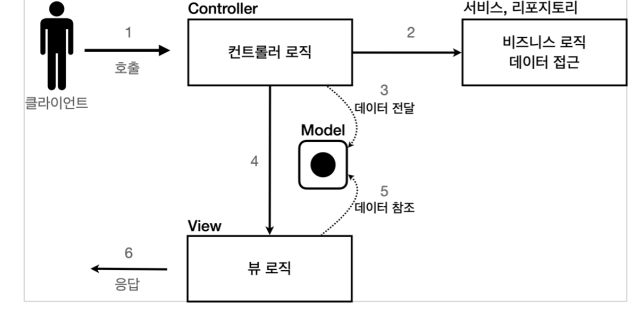 Controller
서비스, 리포지토리
1
호출
컨트롤러 로직
2
비즈니스 로직
데이터 접근
클라이언트
3
데이터 전달
Model
4
5
데이터 참조
View
뷰 로직
6
응답